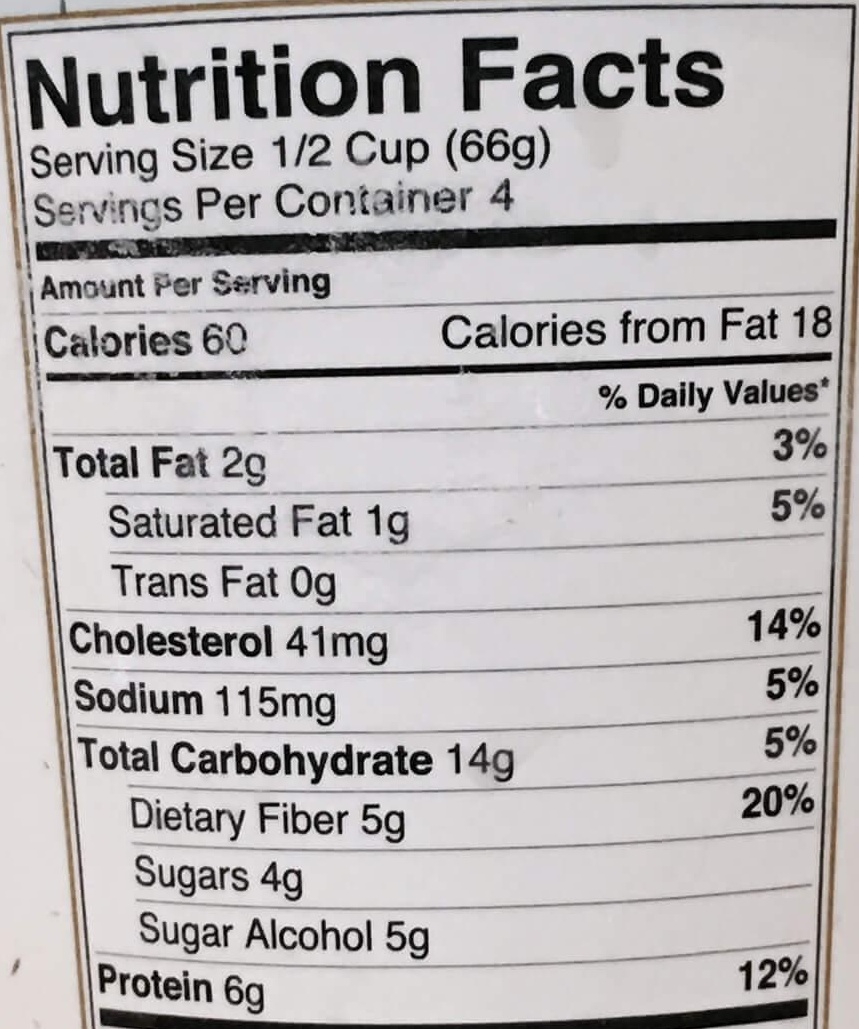 Nutrition Facts
Serving Size 1/2 Cup (66g)
Servings Per Container 4
Amount Per Serving
Calories 60 Calories from Fat 18
% Daily Values*
Total Fat 2g 3%
Saturated Fat 1g 5%
Trans Fat 0g
Cholesterol 41mg 14%
Sodium 115mg 5%
Total Carbohydrate 14g 5%
Dietary Fiber 5g 20%
Sugars 4g
Sugar Alcohol 5g
Protein 6g 12%